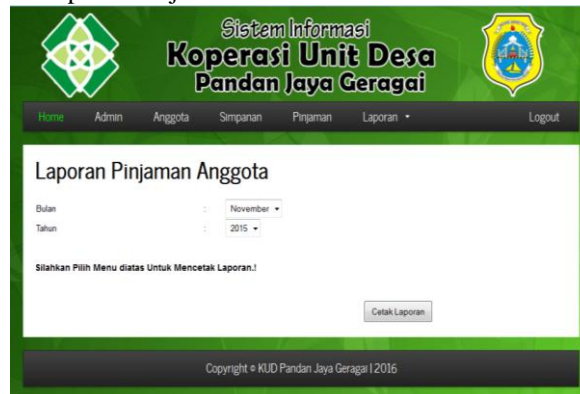 Sistem Informasi
Koperasi Unit Desa
Pandan Jaya Geragai
Home Admin Anggota Simpanan Pinjaman Laporan Logout
Laporan Pinjaman Anggota
Bulan : November
Tahun : 2015
Silahkan Pilih Menu diatas Untuk Mencetak Laporan.!
Cetak Laporan
Copyright © KUD Pandan Jaya Geragai | 2016